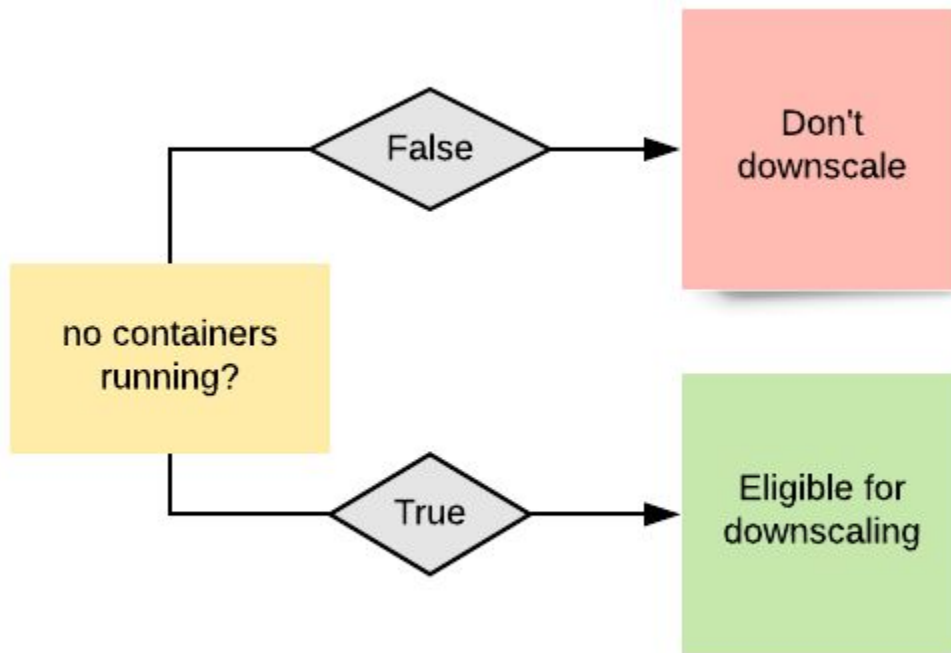 False
Don't
downscale
no containers
running?
True
Eligible for
downscaling